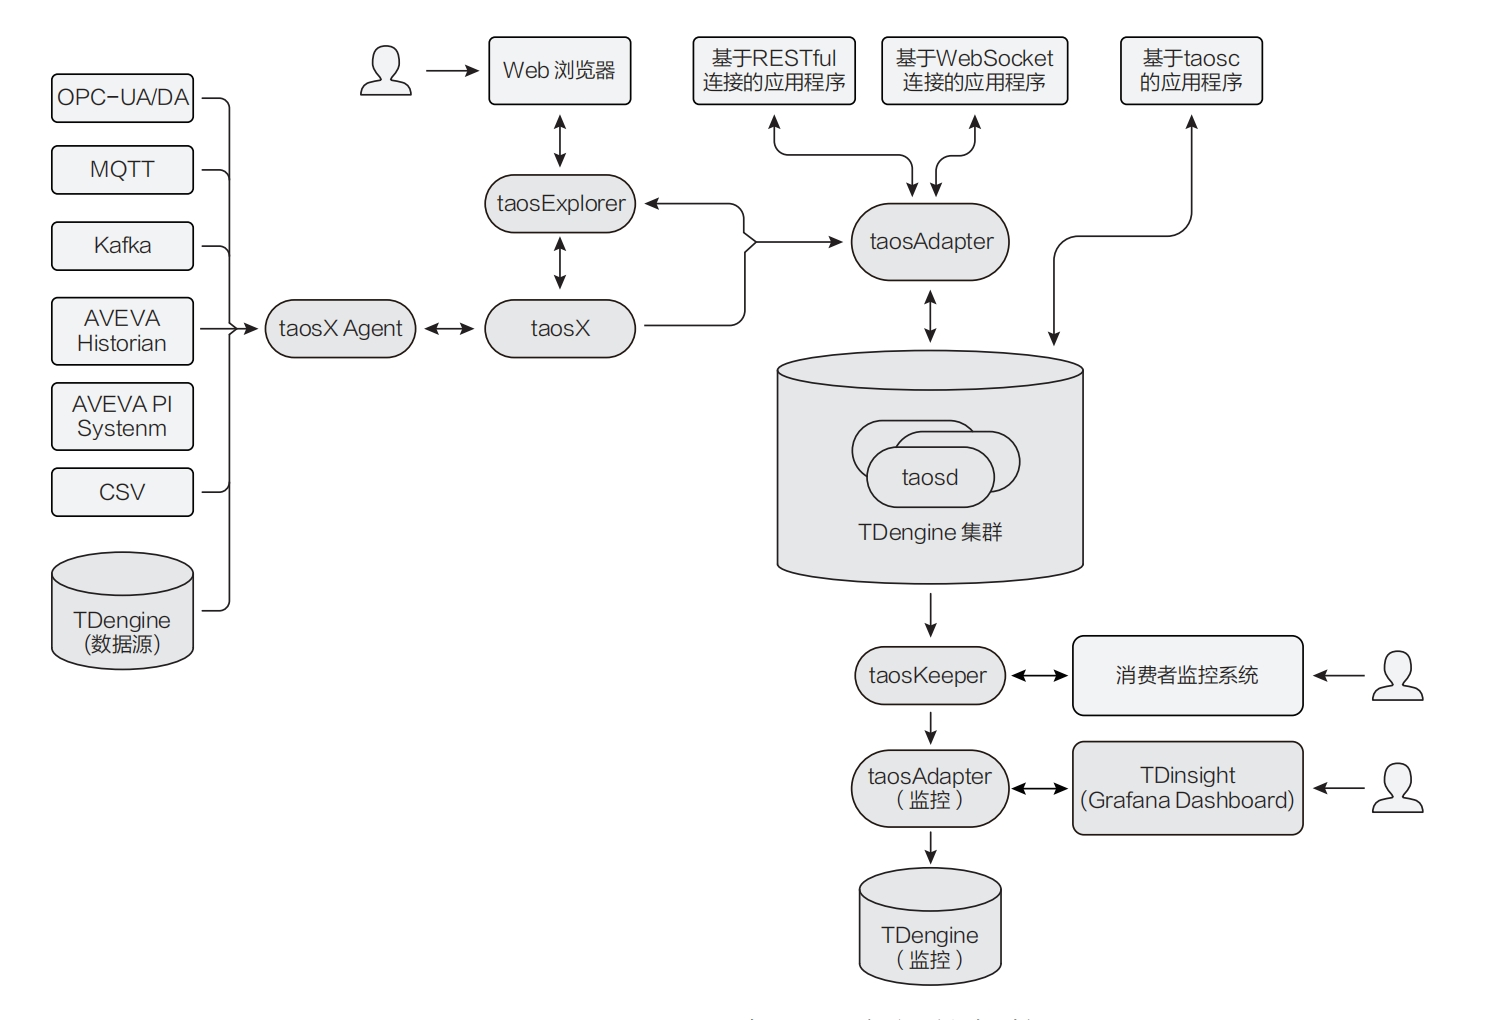 Web 浏览器
基于RESTful
连接的应用程序
基于WebSocket
连接的应用程序
基于taosc
的应用程序
OPC-UA/DA
MQTT
Kafka
AVEVA
Historian
AVEVA PI
Systenm
CSV
TDengine
(数据源)
taosX Agent
taosExplorer
taosX
taosAdapter
taosd
TDengine 集群
taosKeeper
消费者监控系统
taosAdapter
（监控）
TDinsight
(Grafana Dashboard)
TDengine
（监控）